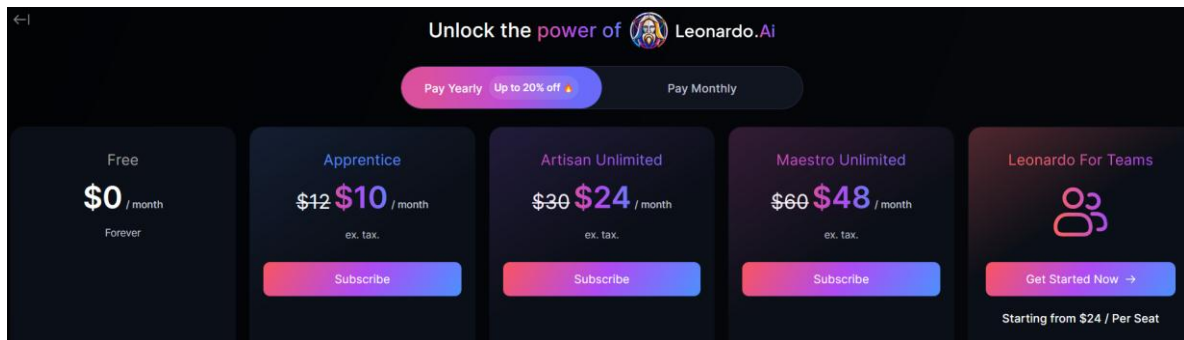 Unlock the power of Leonardo.Ai
Pay Yearly Up to 20% off 🔥 Pay Monthly
Free
$0 / month
Forever
Apprentice
$12 $10 / month
ex. tax.
Subscribe
Artisan Unlimited
$30 $24 / month
ex. tax.
Subscribe
Maestro Unlimited
$60 $48 / month
ex. tax.
Subscribe
Leonardo For Teams
Get Started Now →
Starting from $24 / Per Seat